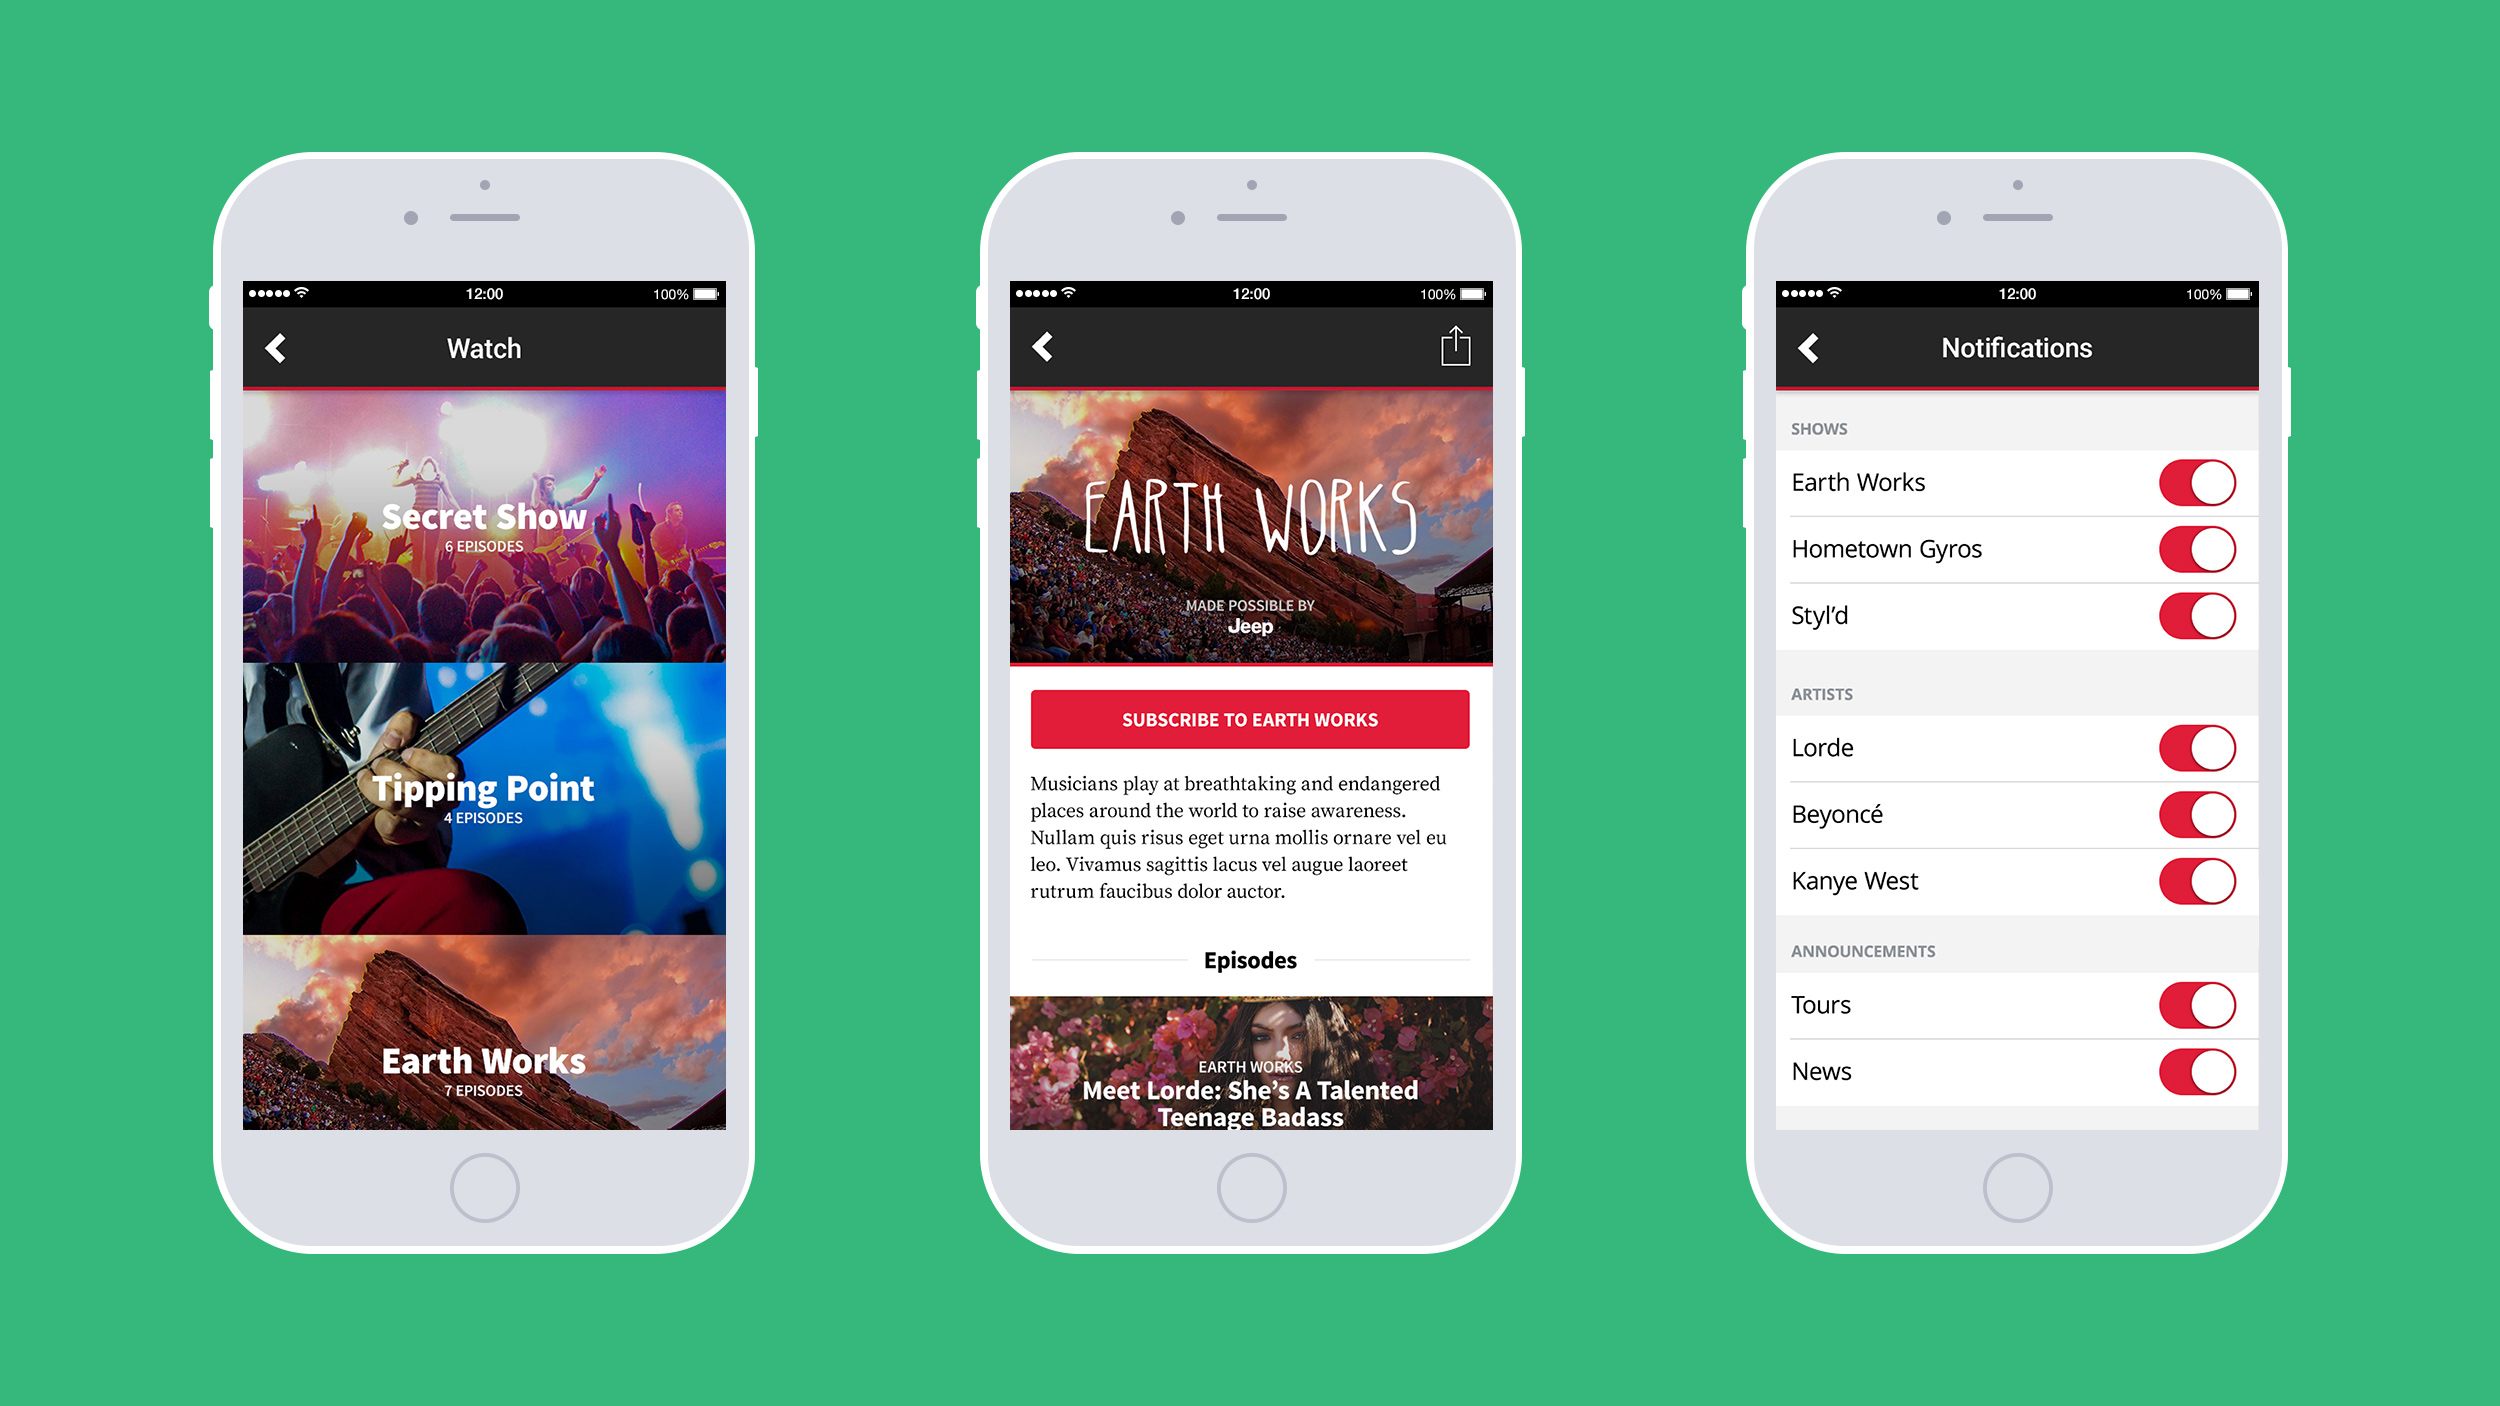 12:00
100%
Watch
Secret Show
6 EPISODES
Tipping Point
4 EPISODES
Earth Works
7 EPISODES
12:00
100%
EARTH WORKS
MADE POSSIBLE BY
Jeep
SUBSCRIBE TO EARTH WORKS
Musicians play at breathtaking and endangered
places around the world to raise awareness.
Nullam quis risus eget urna mollis ornare vel eu
leo. Vivamus sagittis lacus vel augue laoreet
rutrum faucibus dolor auctor.
Episodes
EARTH WORKS
Meet Lorde: She’s A Talented
Teenage Badass
12:00
100%
Notifications
SHOWS
Earth Works
Hometown Gyros
Styl’d
ARTISTS
Lorde
Beyoncé
Kanye West
ANNOUNCEMENTS
Tours
News